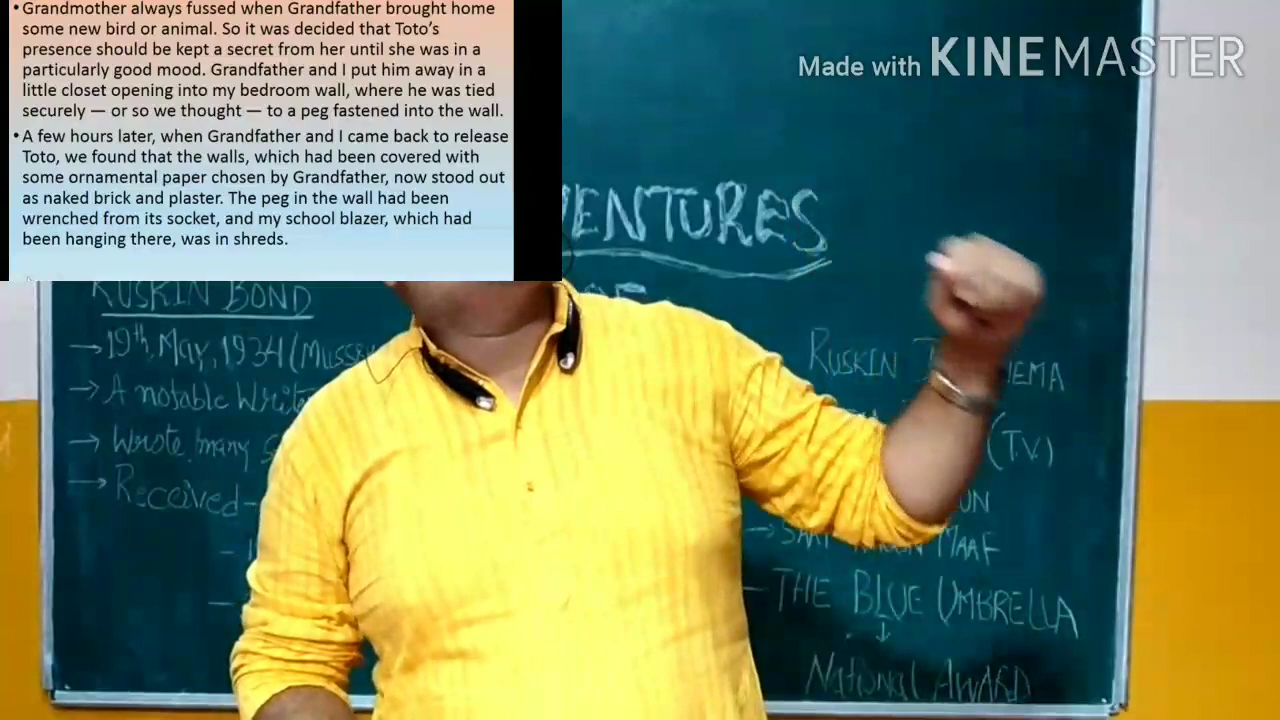 • Grandmother always fussed when Grandfather brought home
some new bird or animal. So it was decided that Toto's
presence should be kept a secret from her until she was in a
particularly good mood. Grandfather and I put him away in a
little closet opening into my bedroom wall, where he was tied
securely — or so we thought — to a peg fastened into the wall.
• A few hours later, when Grandfather and I came back to release
Toto, we found that the walls, which had been covered with
some ornamental paper chosen by Grandfather, now stood out
as naked brick and plaster. The peg in the wall had been
wrenched from its socket, and my school blazer, which had
been hanging there, was in shreds.
Made with KINEMASTER
VENTURES
OF
RUSKIN BOND
→ 19th, May, 1934 (Muss
→ A notable Write
→ Wrote many
→ Received -
RUSKIN
EMA
(T.V.)
UN
→ MAAF
— THE BLUE UMBRELLA
↓
NATIONAL AWARD